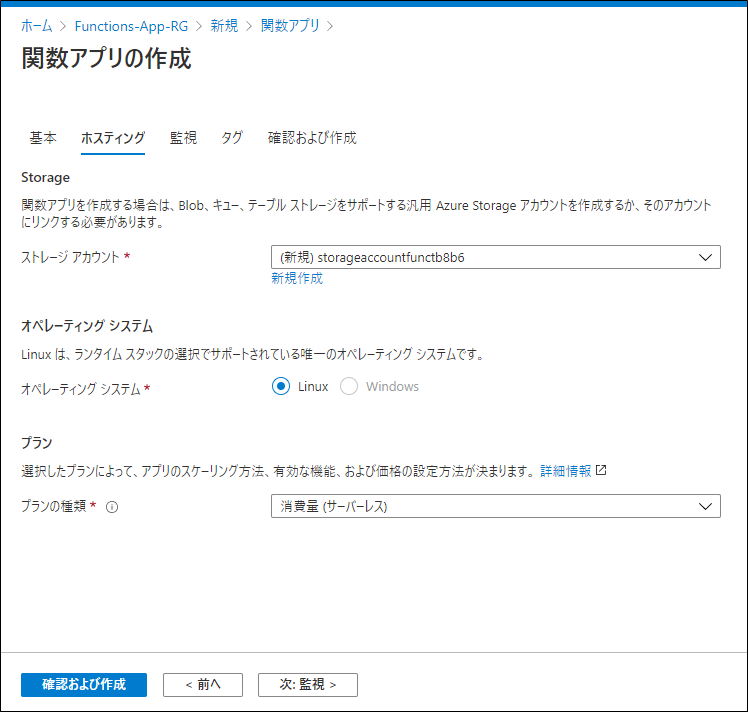 ホーム > Functions-App-RG > 新規 > 関数アプリ >
関数アプリの作成
基本 ホスティング 監視 タグ 確認および作成
Storage
関数アプリを作成する場合は、Blob、キュー、テーブル ストレージをサポートする汎用 Azure Storage アカウントを作成するか、そのアカウント
にリンクする必要があります。
ストレージ アカウント * (新規) storageaccountfunctb8b6
新規作成
オペレーティング システム
Linux は、ランタイム スタックの選択でサポートされている唯一のオペレーティング システムです。
オペレーティング システム * Linux Windows
プラン
選択したプランによって、アプリのスケーリング方法、有効な機能、および価格の設定方法が決まります。 詳細情報
プランの種類 * 消費量 (サーバーレス)
確認および作成 < 前へ 次: 監視 >